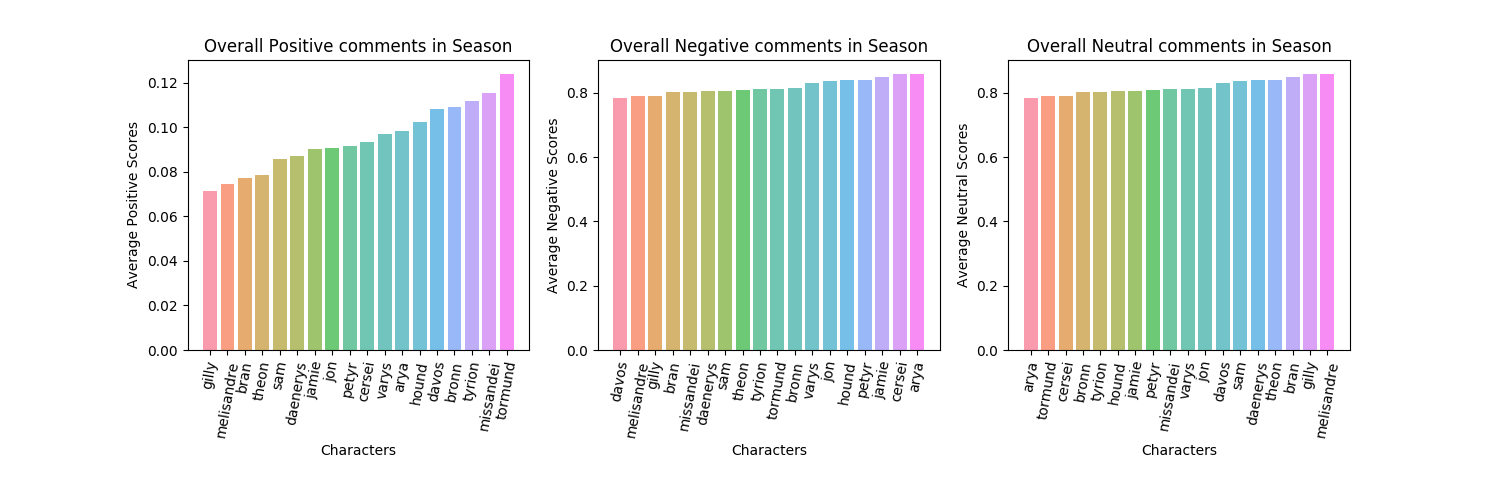 Overall Positive comments in Season
Average Positive Scores
0.12
0.10
0.08
0.06
0.04
0.02
0.00
gilly
melisandre
bran
theon
sam
daenerys
jamie
jon
petyr
cersei
varys
arya
hound
davos
bronn
tyrion
missandei
tormund
Characters
Overall Negative comments in Season
Average Negative Scores
0.8
0.6
0.4
0.2
0.0
davos
melisandre
gilly
bran
missandei
daenerys
sam
theon
tyrion
tormund
bronn
varys
jon
hound
petyr
jamie
cersei
arya
Characters
Overall Neutral comments in Season
Average Neutral Scores
0.8
0.6
0.4
0.2
0.0
arya
tormund
cersei
bronn
tyrion
hound
jamie
petyr
missandei
varys
jon
davos
sam
daenerys
theon
bran
gilly
melisandre
Characters